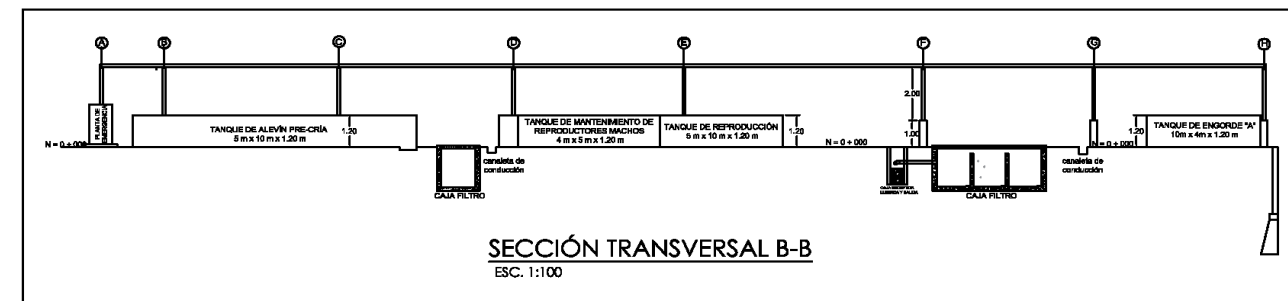 A B C D E F G H
PLANTA DE
EMERGENCIA
TANQUE DE ALEVÍN PRE-CRÍA
5 m x 10 m x 1.20 m
1.20
TANQUE DE MANTENIMIENTO DE
REPRODUCTORES MACHOS
4 m x 5 m x 1.20 m
TANQUE DE REPRODUCCIÓN
5 m x 10 m x 1.20 m
1.20
2.00
1.00
1.20
TANQUE DE ENGORDE "A"
10m x 4m x 1.20 m
N = 0 + 000
N = 0 + 000
N = 0 + 000
canaleta de
conducción
CAJA FILTRO
LLEGADA Y SALIDA
CAJA FILTRO
canaleta de
conducción
SECCIÓN TRANSVERSAL B-B
ESC. 1:100